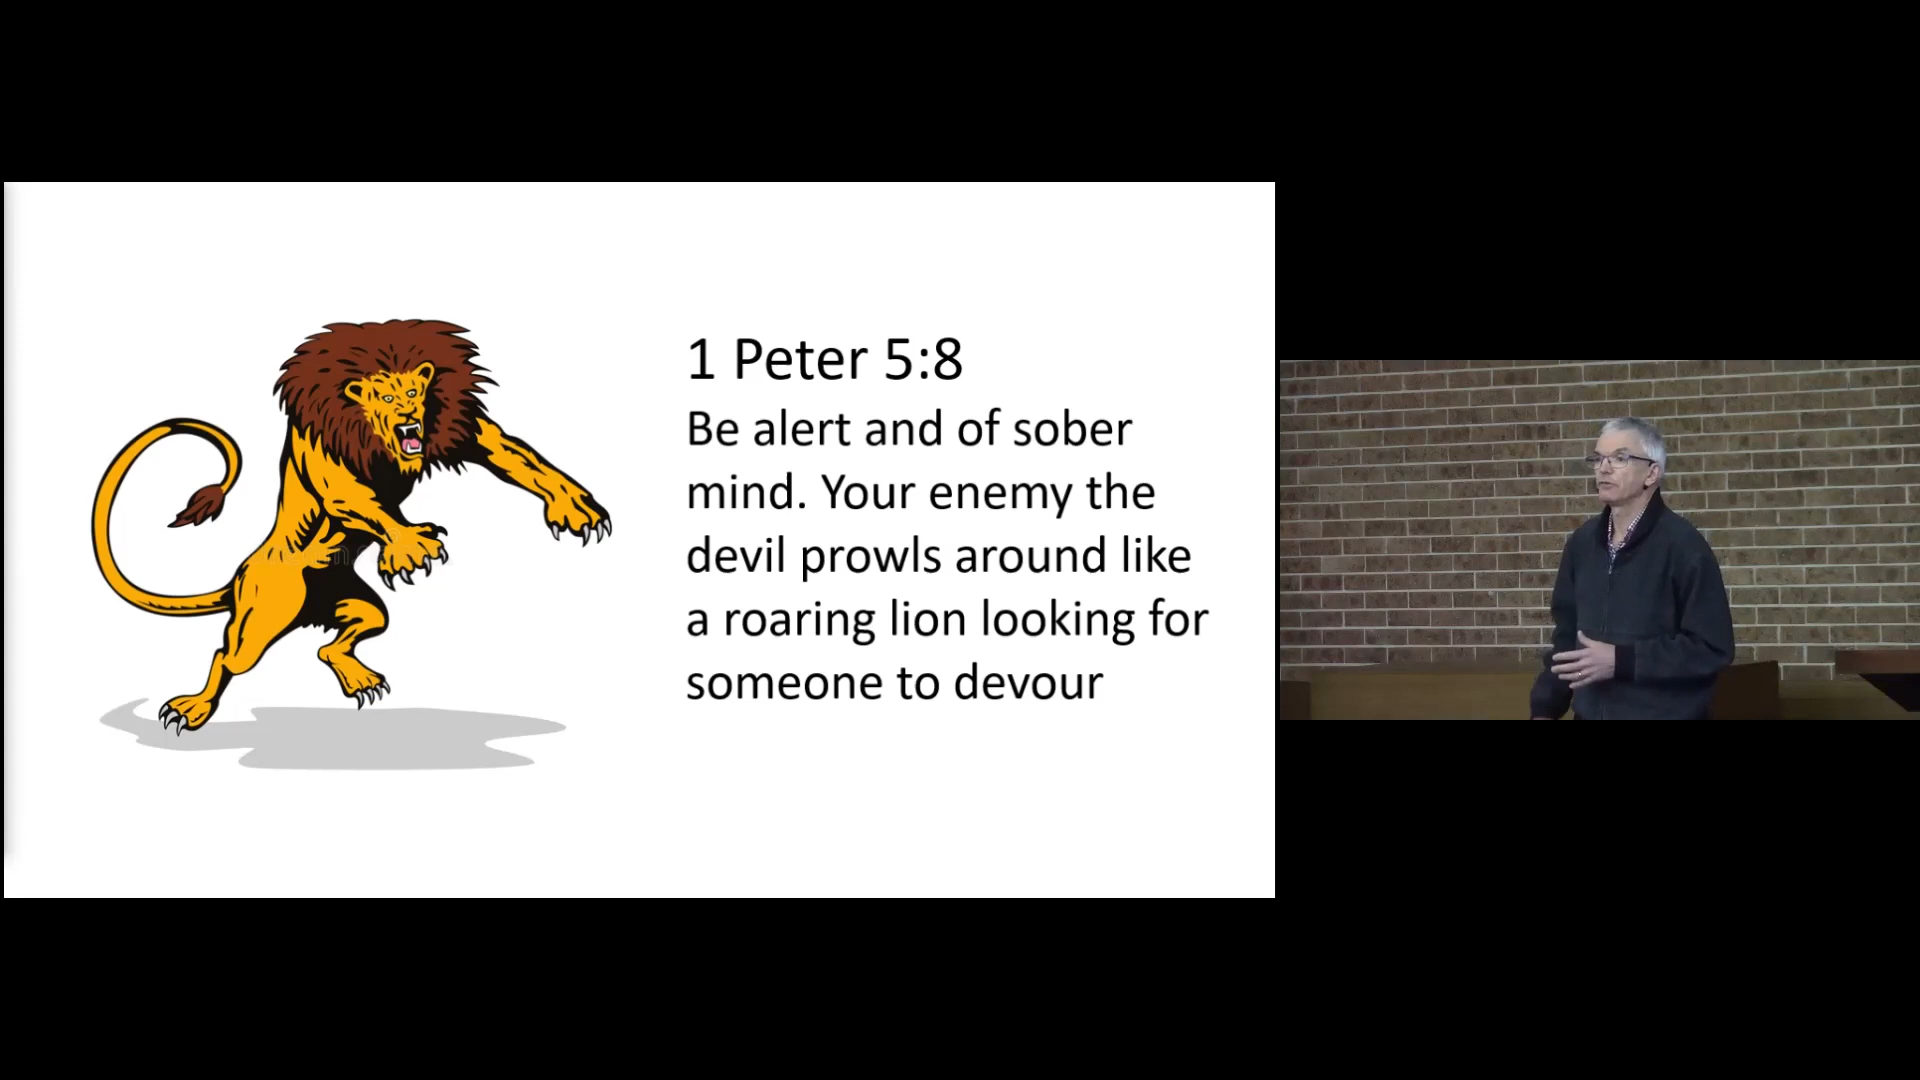 1 Peter 5:8
Be alert and of sober
mind. Your enemy the
devil prowls around like
a roaring lion looking for
someone to devour